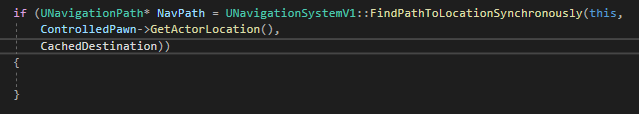 if (UNavigationPath* NavPath = UNavigationSystemV1::FindPathToLocationSynchronously(this,
ControlledPawn->GetActorLocation(),
CachedDestination))
{
}